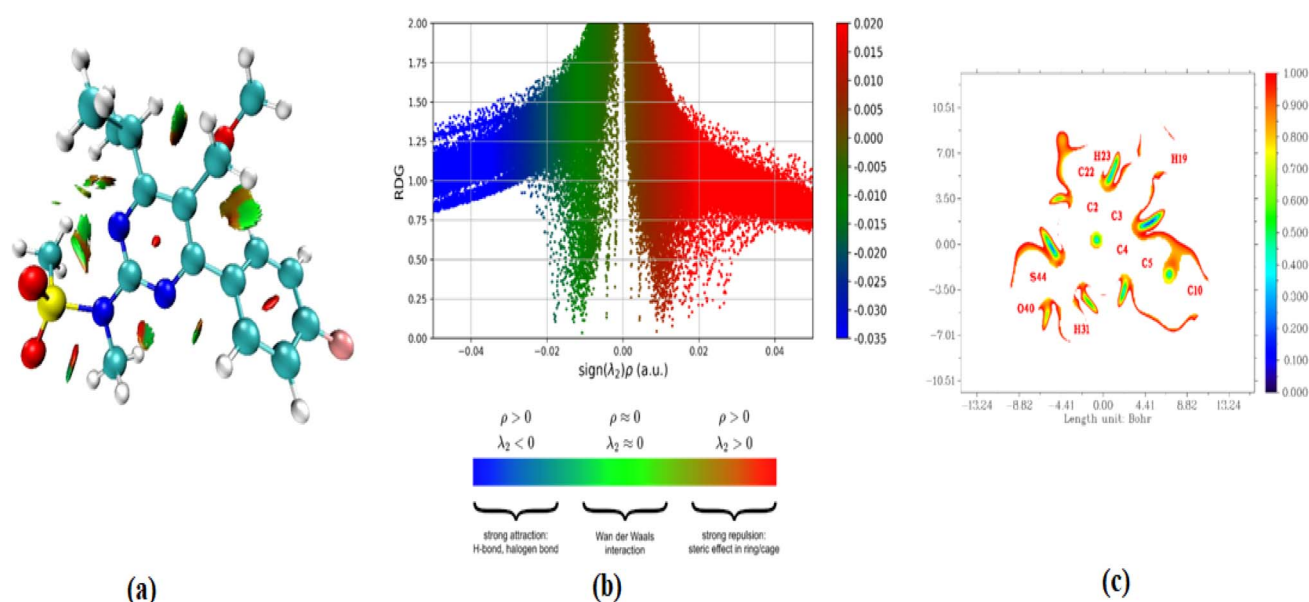 2.00
1.75
1.50
1.25
1.00
0.75
0.50
0.25
0.00
RDG
−0.04
−0.02
0.00
0.02
0.04
sign(λ₂)ρ (a.u.)
0.020
0.015
0.010
0.005
0.000
-0.005
-0.010
-0.015
-0.020
-0.025
-0.030
-0.035
ρ > 0
ρ ≈ 0
ρ > 0
λ₂ < 0
λ₂ ≈ 0
λ₂ > 0
strong attraction:
H-bond, halogen bond
Wan der Waals
interaction
strong repulsion:
steric effect in ring/cage
10.51
7.01
3.50
0.00
-3.50
-7.01
-10.51
H23
H19
C22
C2
C3
C4
C5
S44
C10
O40
H31
-13.24
-8.82
-4.41
0.00
4.41
8.82
13.24
Length unit: Bohr
1.000
0.900
0.800
0.700
0.600
0.500
0.400
0.300
0.200
0.100
0.000
(a)
(b)
(c)